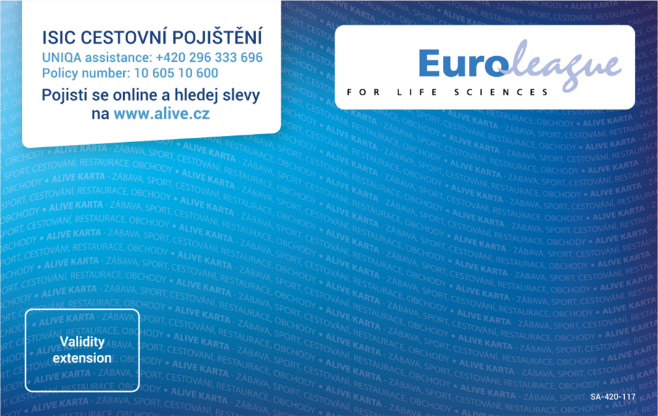 ISIC CESTOVNÍ POJIŠTĚNÍ
UNIQA assistance: +420 296 333 696
Policy number: 10 605 10 600
Pojisti se online a hledej slevy
na www.alive.cz
Euroleague
FOR LIFE SCIENCES
ALIVE KARTA - ZÁBAVA, SPORT, CESTOVÁNÍ, RESTAURACE, OBCHODY
Validity
extension
SA-420-117